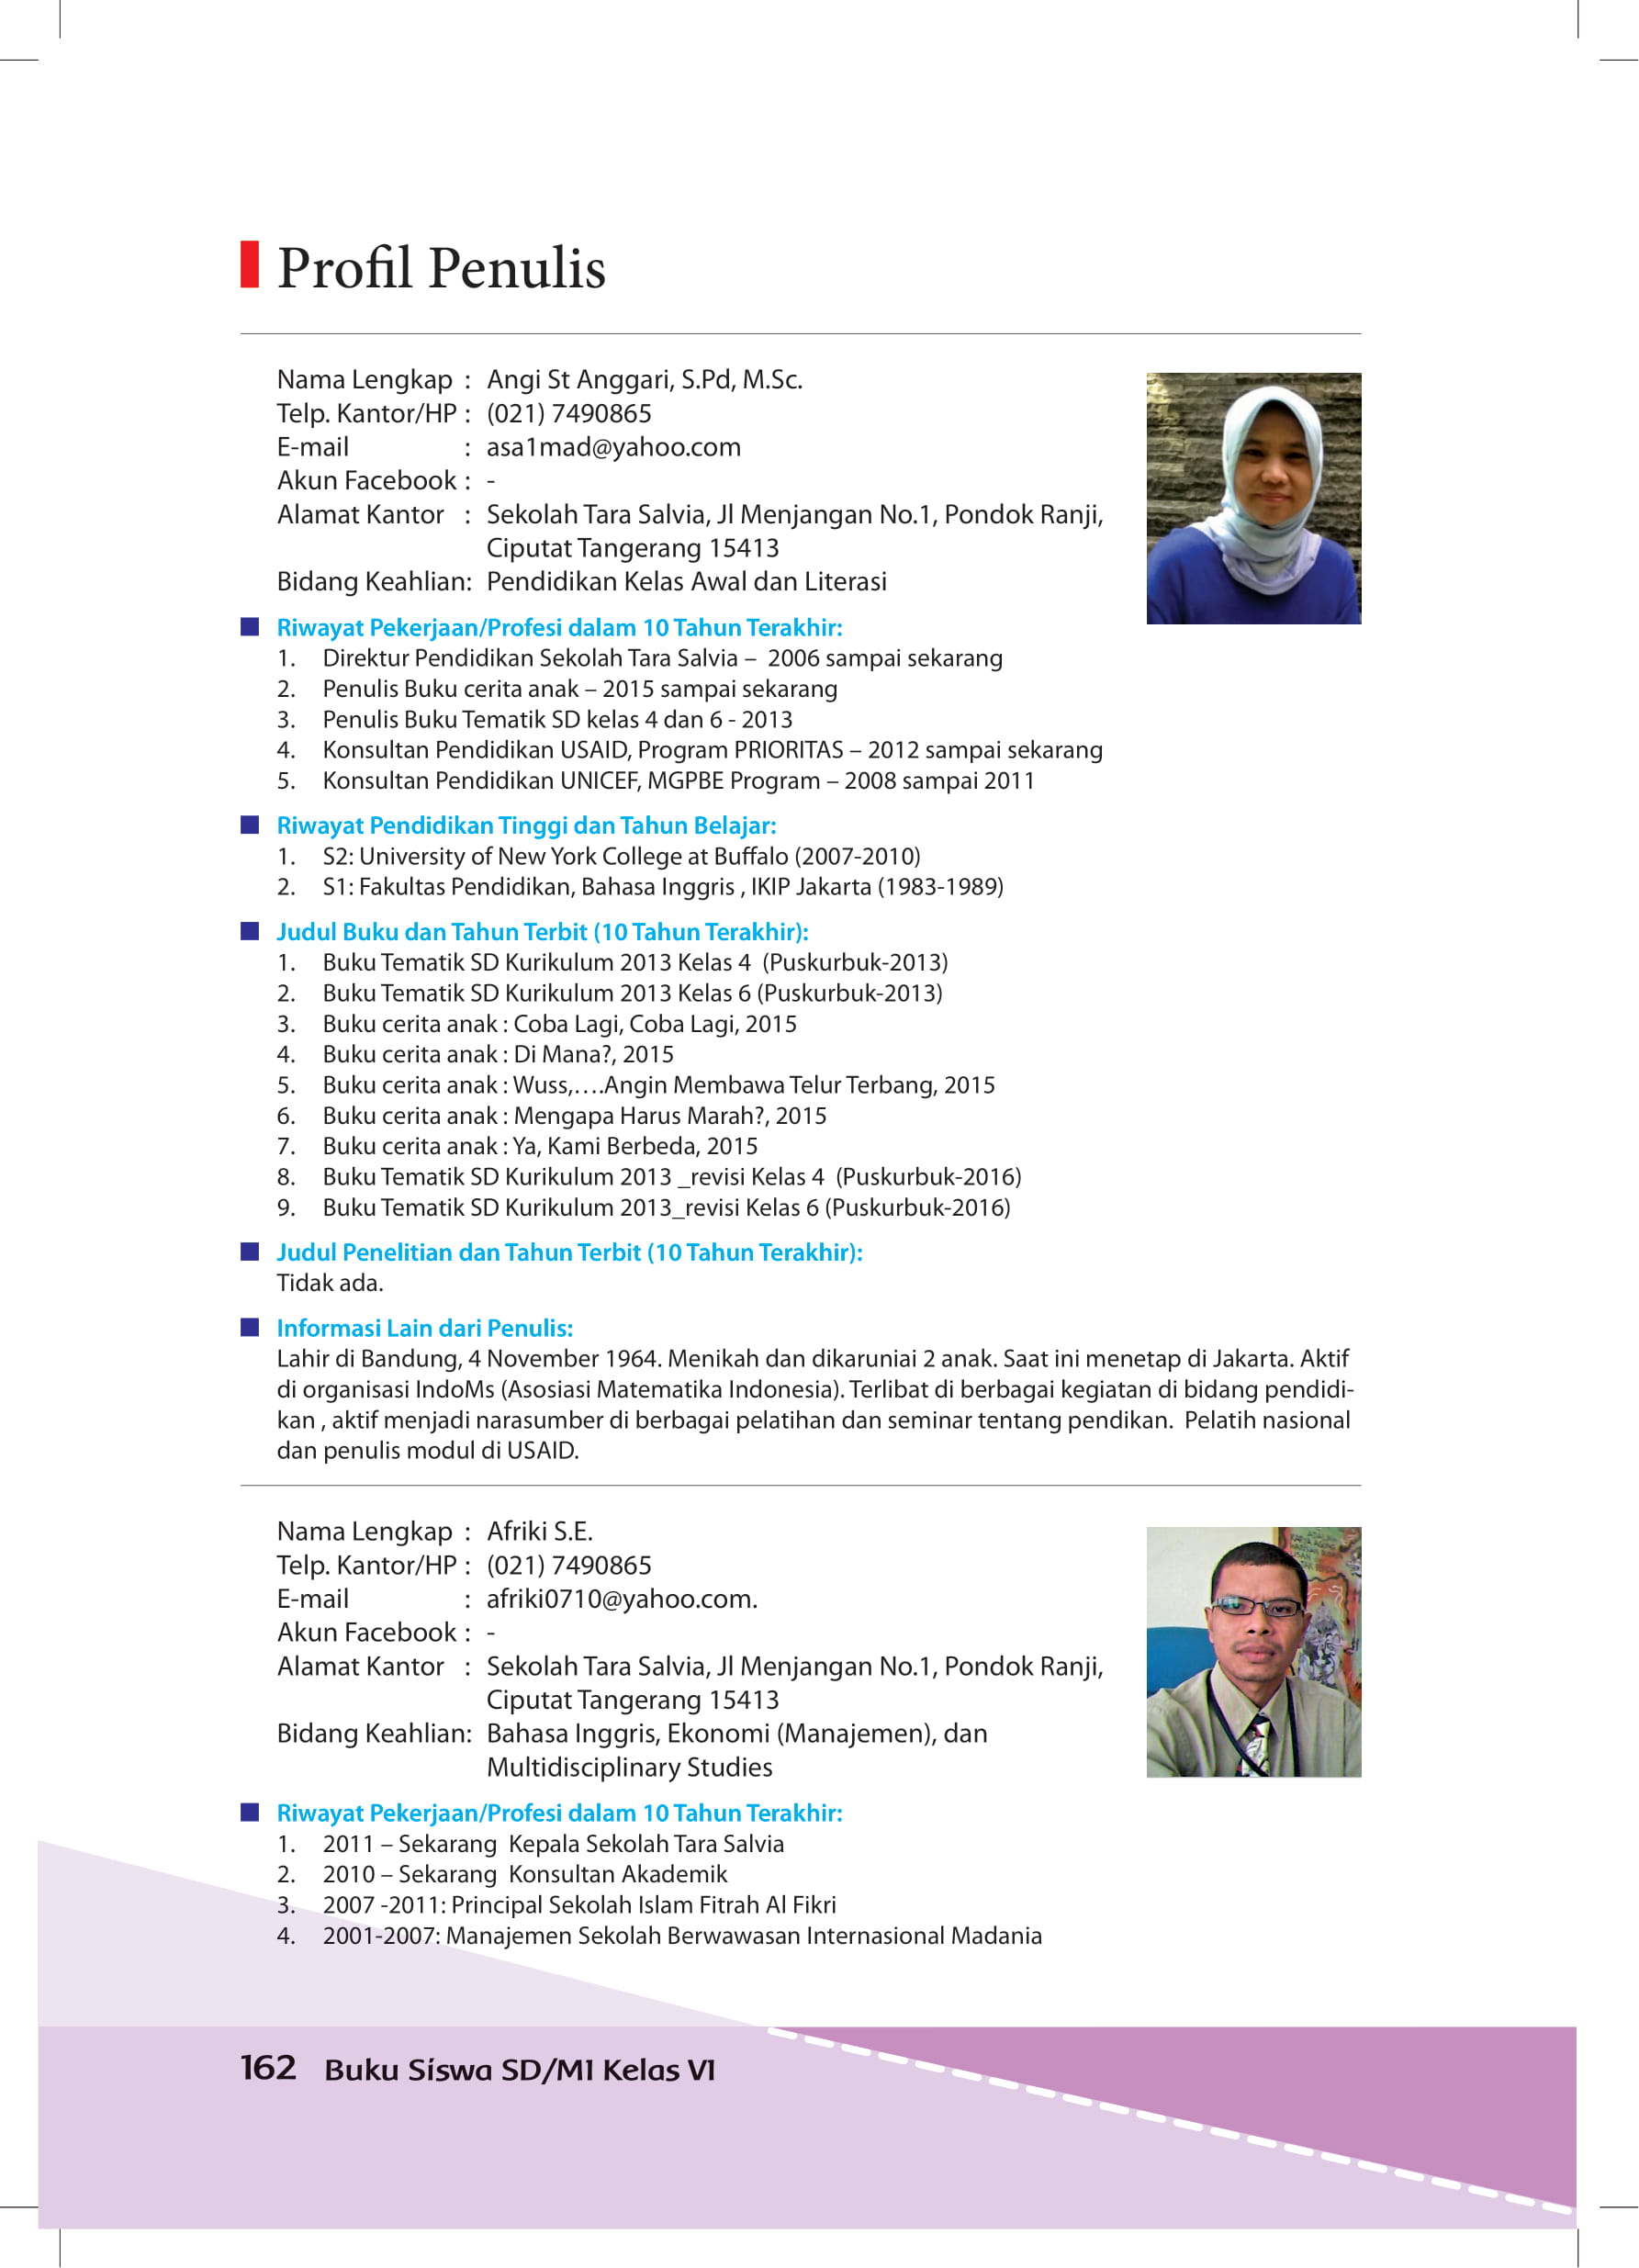 Profil Penulis
Nama Lengkap : Angi St Anggari, S.Pd, M.Sc.
Telp. Kantor/HP : (021) 7490865
E-mail : asa1mad@yahoo.com
Akun Facebook : -
Alamat Kantor : Sekolah Tara Salvia, Jl Menjangan No.1, Pondok Ranji,
Ciputat Tangerang 15413
Bidang Keahlian: Pendidikan Kelas Awal dan Literasi
Riwayat Pekerjaan/Profesi dalam 10 Tahun Terakhir:
1. Direktur Pendidikan Sekolah Tara Salvia – 2006 sampai sekarang
2. Penulis Buku cerita anak – 2015 sampai sekarang
3. Penulis Buku Tematik SD kelas 4 dan 6 - 2013
4. Konsultan Pendidikan USAID, Program PRIORITAS – 2012 sampai sekarang
5. Konsultan Pendidikan UNICEF, MGPBE Program – 2008 sampai 2011
Riwayat Pendidikan Tinggi dan Tahun Belajar:
1. S2: University of New York College at Buffalo (2007-2010)
2. S1: Fakultas Pendidikan, Bahasa Inggris , IKIP Jakarta (1983-1989)
Judul Buku dan Tahun Terbit (10 Tahun Terakhir):
1. Buku Tematik SD Kurikulum 2013 Kelas 4 (Puskurbuk-2013)
2. Buku Tematik SD Kurikulum 2013 Kelas 6 (Puskurbuk-2013)
3. Buku cerita anak : Coba Lagi, Coba Lagi, 2015
4. Buku cerita anak : Di Mana?, 2015
5. Buku cerita anak : Wuss,….Angin Membawa Telur Terbang, 2015
6. Buku cerita anak : Mengapa Harus Marah?, 2015
7. Buku cerita anak : Ya, Kami Berbeda, 2015
8. Buku Tematik SD Kurikulum 2013 _revisi Kelas 4 (Puskurbuk-2016)
9. Buku Tematik SD Kurikulum 2013_revisi Kelas 6 (Puskurbuk-2016)
Judul Penelitian dan Tahun Terbit (10 Tahun Terakhir):
Tidak ada.
Informasi Lain dari Penulis:
Lahir di Bandung, 4 November 1964. Menikah dan dikaruniai 2 anak. Saat ini menetap di Jakarta. Aktif
di organisasi IndoMs (Asosiasi Matematika Indonesia). Terlibat di berbagai kegiatan di bidang pendidi-
kan , aktif menjadi narasumber di berbagai pelatihan dan seminar tentang pendikan. Pelatih nasional
dan penulis modul di USAID.
Nama Lengkap : Afriki S.E.
Telp. Kantor/HP : (021) 7490865
E-mail : afriki0710@yahoo.com.
Akun Facebook : -
Alamat Kantor : Sekolah Tara Salvia, Jl Menjangan No.1, Pondok Ranji,
Ciputat Tangerang 15413
Bidang Keahlian: Bahasa Inggris, Ekonomi (Manajemen), dan
Multidisciplinary Studies
Riwayat Pekerjaan/Profesi dalam 10 Tahun Terakhir:
1. 2011 – Sekarang Kepala Sekolah Tara Salvia
2. 2010 – Sekarang Konsultan Akademik
3. 2007 -2011: Principal Sekolah Islam Fitrah Al Fikri
4. 2001-2007: Manajemen Sekolah Berwawasan Internasional Madania
162 Buku Siswa SD/MI Kelas VI